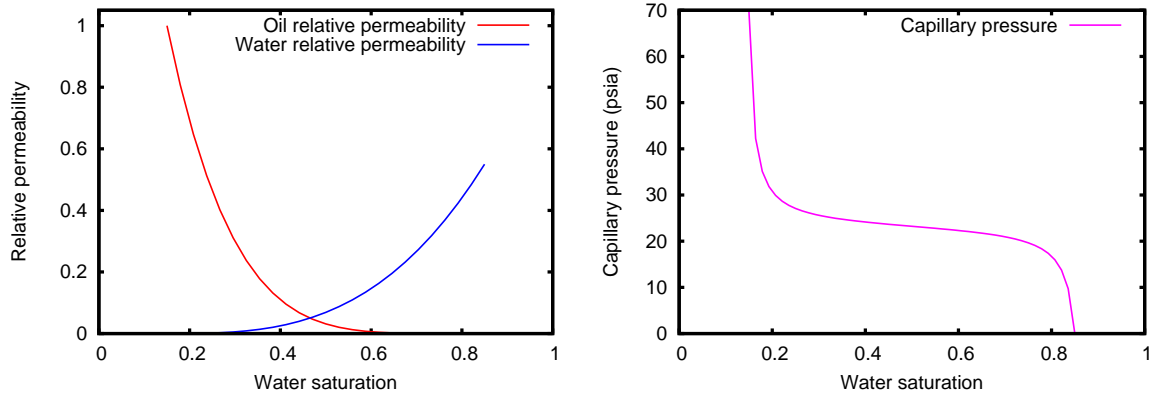 Oil relative permeability
Water relative permeability
Relative permeability
1
0.8
0.6
0.4
0.2
0
0 0.2 0.4 0.6 0.8 1
Water saturation
Capillary pressure
Capillary pressure (psia)
70
60
50
40
30
20
10
0
0 0.2 0.4 0.6 0.8 1
Water saturation